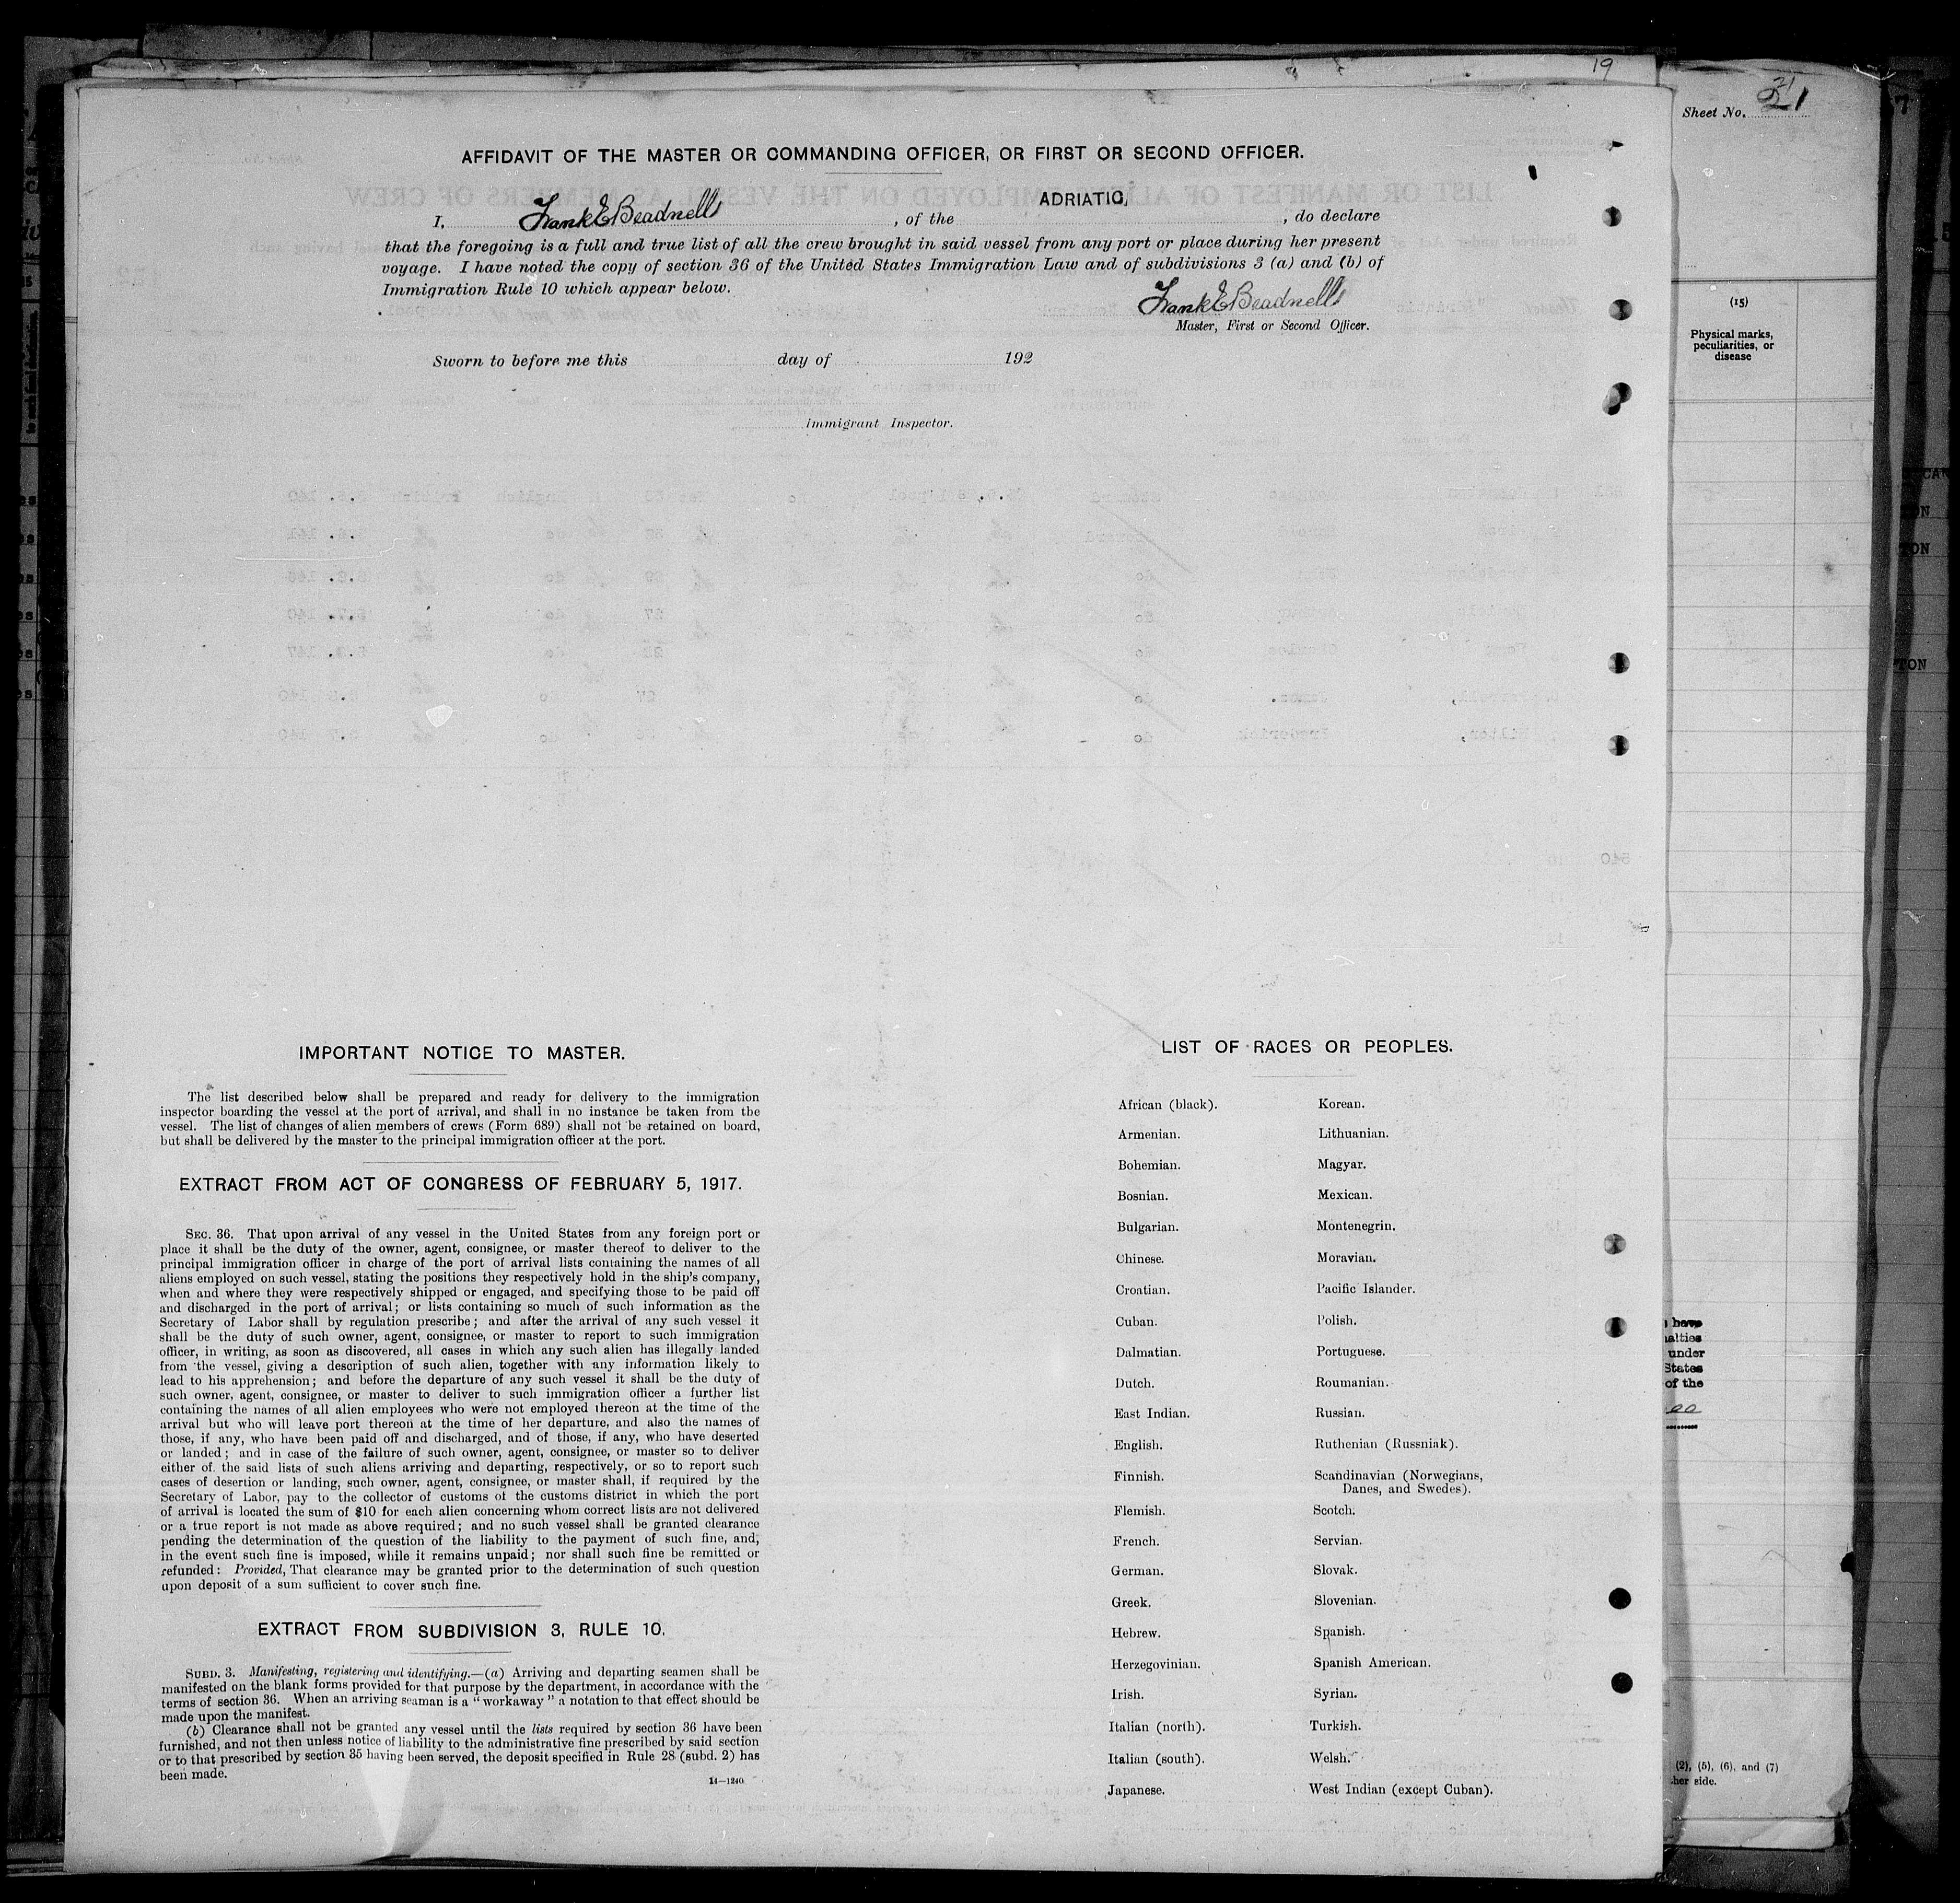 19
Sheet No. 21
AFFIDAVIT OF THE MASTER OR COMMANDING OFFICER, OR FIRST OR SECOND OFFICER.
I, Frank E Beadnell, of the ADRIATIC, do declare
that the foregoing is a full and true list of all the crew brought in said vessel from any port or place during her present
voyage. I have noted the copy of section 36 of the United States Immigration Law and of subdivisions 3 (a) and (b) of
Immigration Rule 10 which appear below.
Frank E Beadnell
Master, First or Second Officer.
Sworn to before me this day of 192
Immigrant Inspector.
(15)
Physical marks,
peculiarities, or
disease
IMPORTANT NOTICE TO MASTER.
The list described below shall be prepared and ready for delivery to the immigration
inspector boarding the vessel at the port of arrival, and shall in no instance be taken from the
vessel. The list of changes of alien members of crews (Form 689) shall not be retained on board,
but shall be delivered by the master to the principal immigration officer at the port.
EXTRACT FROM ACT OF CONGRESS OF FEBRUARY 5, 1917.
SEC. 36. That upon arrival of any vessel in the United States from any foreign port or
place it shall be the duty of the owner, agent, consignee, or master thereof to deliver to the
principal immigration officer in charge of the port of arrival lists containing the names of all
aliens employed on such vessel, stating the positions they respectively hold in the ship's company,
when and where they were respectively shipped or engaged, and specifying those to be paid off
and discharged in the port of arrival; or lists containing so much of such information as the
Secretary of Labor shall by regulation prescribe; and after the arrival of any such vessel it
shall be the duty of such owner, agent, consignee, or master to report to such immigration
officer, in writing, as soon as discovered, all cases in which any such alien has illegally landed
from the vessel, giving a description of such alien, together with any information likely to
lead to his apprehension; and before the departure of any such vessel it shall be the duty of
such owner, agent, consignee, or master to deliver to such immigration officer a further list
containing the names of all alien employees who were not employed thereon at the time of the
arrival but who will leave port thereon at the time of her departure, and also the names of
those, if any, who have been paid off and discharged, and of those, if any, who have deserted
or landed; and in case of the failure of such owner, agent, consignee, or master so to deliver
either of the said lists of such aliens arriving and departing, respectively, or so to report such
cases of desertion or landing, such owner, agent, consignee, or master shall, if required by the
Secretary of Labor, pay to the collector of customs of the customs district in which the port
of arrival is located the sum of $10 for each alien concerning whom correct lists are not delivered
or a true report is not made as above required; and no such vessel shall be granted clearance
pending the determination of the question of the liability to the payment of such fine, and,
in the event such fine is imposed, while it remains unpaid; nor shall such fine be remitted or
refunded: Provided, That clearance may be granted prior to the determination of such question
upon deposit of a sum sufficient to cover such fine.
EXTRACT FROM SUBDIVISION 3, RULE 10.
SUBD. 3. Manifesting, registering and identifying.—(a) Arriving and departing seamen shall be
manifested on the blank forms provided for that purpose by the department, in accordance with the
terms of section 36. When an arriving seaman is a "workaway" a notation to that effect should be
made upon the manifest.
(b) Clearance shall not be granted any vessel until the lists required by section 36 have been
furnished, and not then unless notice of liability to the administrative fine prescribed by said section
or to that prescribed by section 35 having been served, the deposit specified in Rule 28 (subd. 2) has
been made.
14—1240
LIST OF RACES OR PEOPLES.
African (black). Korean.
Armenian. Lithuanian.
Bohemian. Magyar.
Bosnian. Mexican.
Bulgarian. Montenegrin.
Chinese. Moravian.
Croatian. Pacific Islander.
Cuban. Polish.
Dalmatian. Portuguese.
Dutch. Roumanian.
East Indian. Russian.
English. Ruthenian (Russniak).
Finnish. Scandinavian (Norwegians,
Danes, and Swedes).
Flemish. Scotch.
French. Servian.
German. Slovak.
Greek. Slovenian.
Hebrew. Spanish.
Herzegovinian. Spanish American.
Irish. Syrian.
Italian (north). Turkish.
Italian (south). Welsh.
Japanese. West Indian (except Cuban).
have
alties
under
States
of the
(2), (5), (6), and (7)
her side.